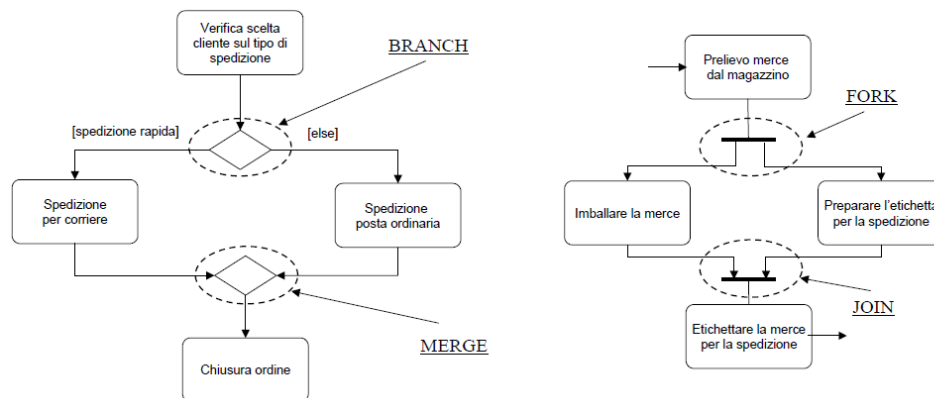 Verifica scelta
cliente sul tipo di
spedizione
BRANCH
[spedizione rapida]
[else]
Spedizione
per corriere
Spedizione
posta ordinaria
MERGE
Chiusura ordine
Prelievo merce
dal magazzino
FORK
Imballare la merce
Preparare l'etichetta
per la spedizione
JOIN
Etichettare la merce
per la spedizione